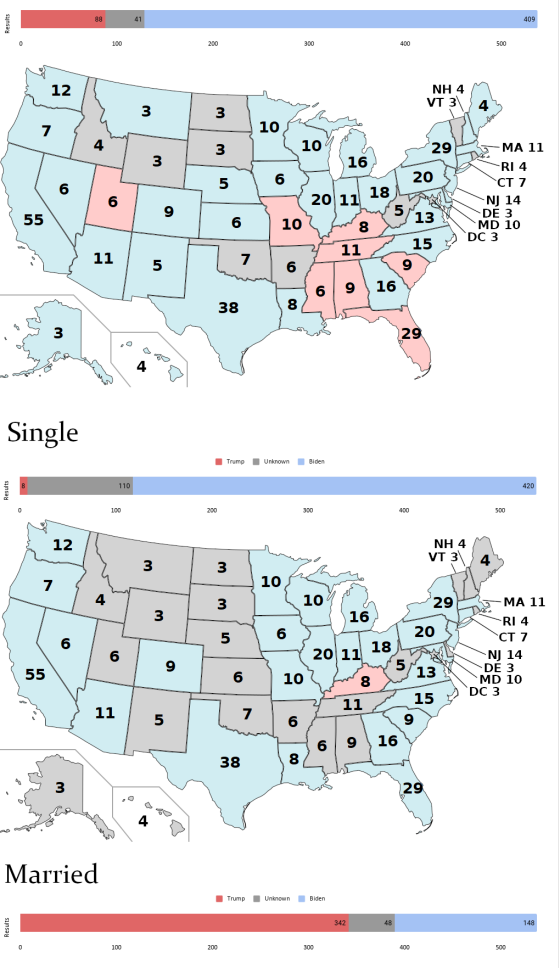 Results
88 41 409
0 100 200 300 400 500
12
3
3
10
4
NH 4
VT 3
7
4
3
10
16
29
MA 11
RI 4
CT 7
3
6
6
9
5
6
20
11
18
20
NJ 14
DE 3
MD 10
DC 3
55
6
10
8
5
13
11
5
7
6
11
15
9
38
8
6
9
16
29
3
4
Single
Trump Unknown Biden
Results
8 110 420
0 100 200 300 400 500
12
3
3
10
4
NH 4
VT 3
7
4
3
10
16
29
MA 11
RI 4
CT 7
3
6
6
9
5
6
20
11
18
20
NJ 14
DE 3
MD 10
DC 3
55
6
10
8
5
13
11
5
7
6
11
15
9
38
8
6
9
16
29
3
4
Married
Trump Unknown Biden
Results
342 48 148
0 100 200 300 400 500